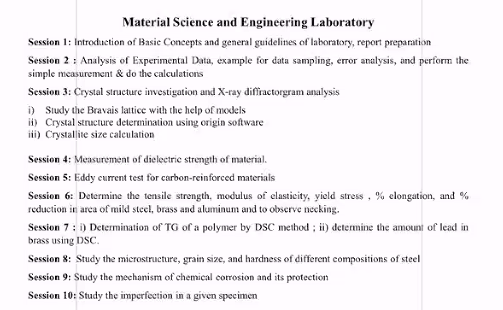 Material Science and Engineering Laboratory
Session 1: Introduction of Basic Concepts and general guidelines of laboratory, report preparation
Session 2 : Analysis of Experimental Data, example for data sampling, error analysis, and perform the
simple measurement & do the calculations
Session 3: Crystal structure investigation and X-ray diffractorgram analysis
i) Study the Bravais lattice with the help of models
ii) Crystal structure determination using origin software
iii) Crystallite size calculation
Session 4: Measurement of dielectric strength of material.
Session 5: Eddy current test for carbon-reinforced materials
Session 6: Determine the tensile strength, modulus of elasticity, yield stress , % elongation, and %
reduction in area of mild steel, brass and aluminum and to observe necking.
Session 7 : i) Determination of TG of a polymer by DSC method ; ii) determine the amount of lead in
brass using DSC.
Session 8: Study the microstructure, grain size, and hardness of different compositions of steel
Session 9: Study the mechanism of chemical corrosion and its protection
Session 10: Study the imperfection in a given specimen